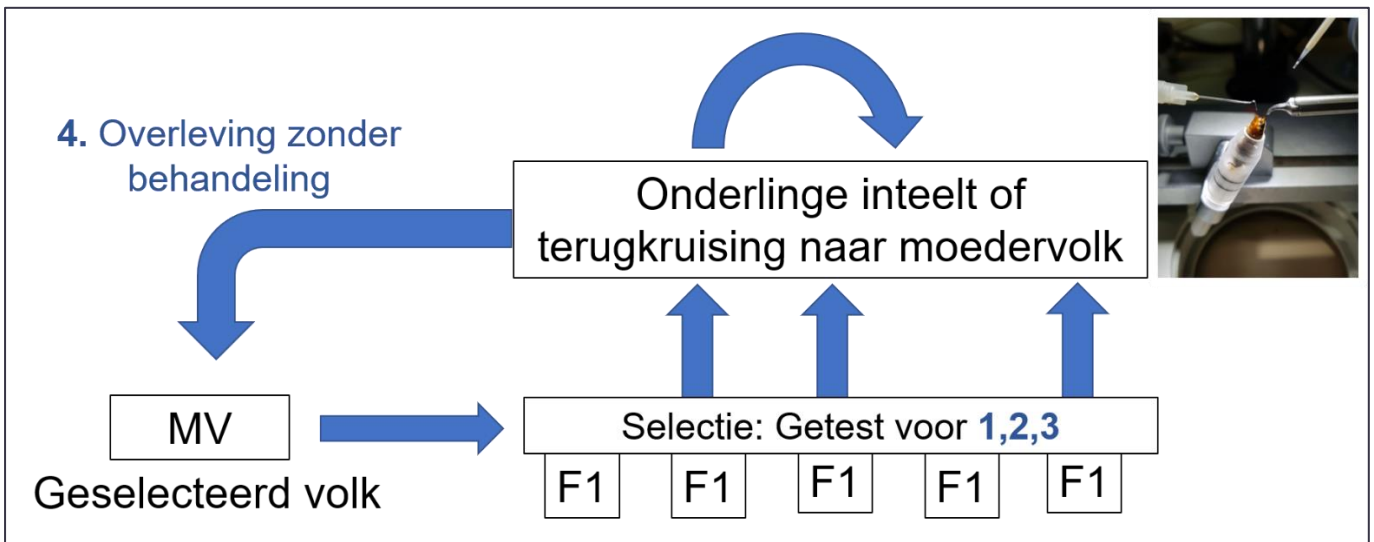 4. Overleving zonder
behandeling
Onderlinge inteelt of
terugkruising naar moedervolk
MV
Geselecteerd volk
Selectie: Getest voor 1,2,3
F1
F1
F1
F1
F1